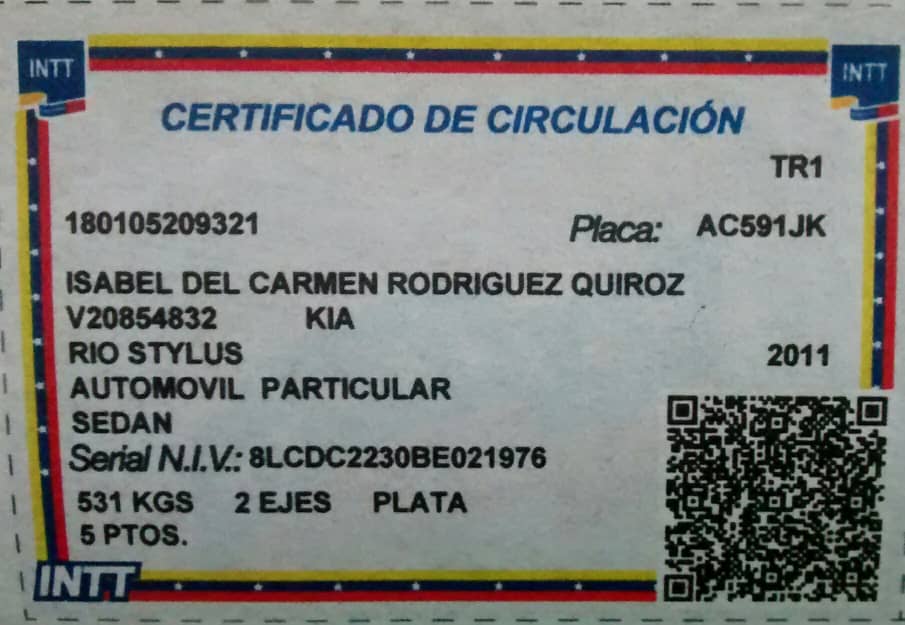 INTT
INTT
CERTIFICADO DE CIRCULACIÓN
TR1
180105209321 Placa: AC591JK
ISABEL DEL CARMEN RODRIGUEZ QUIROZ
V20854832 KIA
RIO STYLUS 2011
AUTOMOVIL PARTICULAR
SEDAN
Serial N.I.V.: 8LCDC2230BE021976
531 KGS 2 EJES PLATA
5 PTOS.
INTT